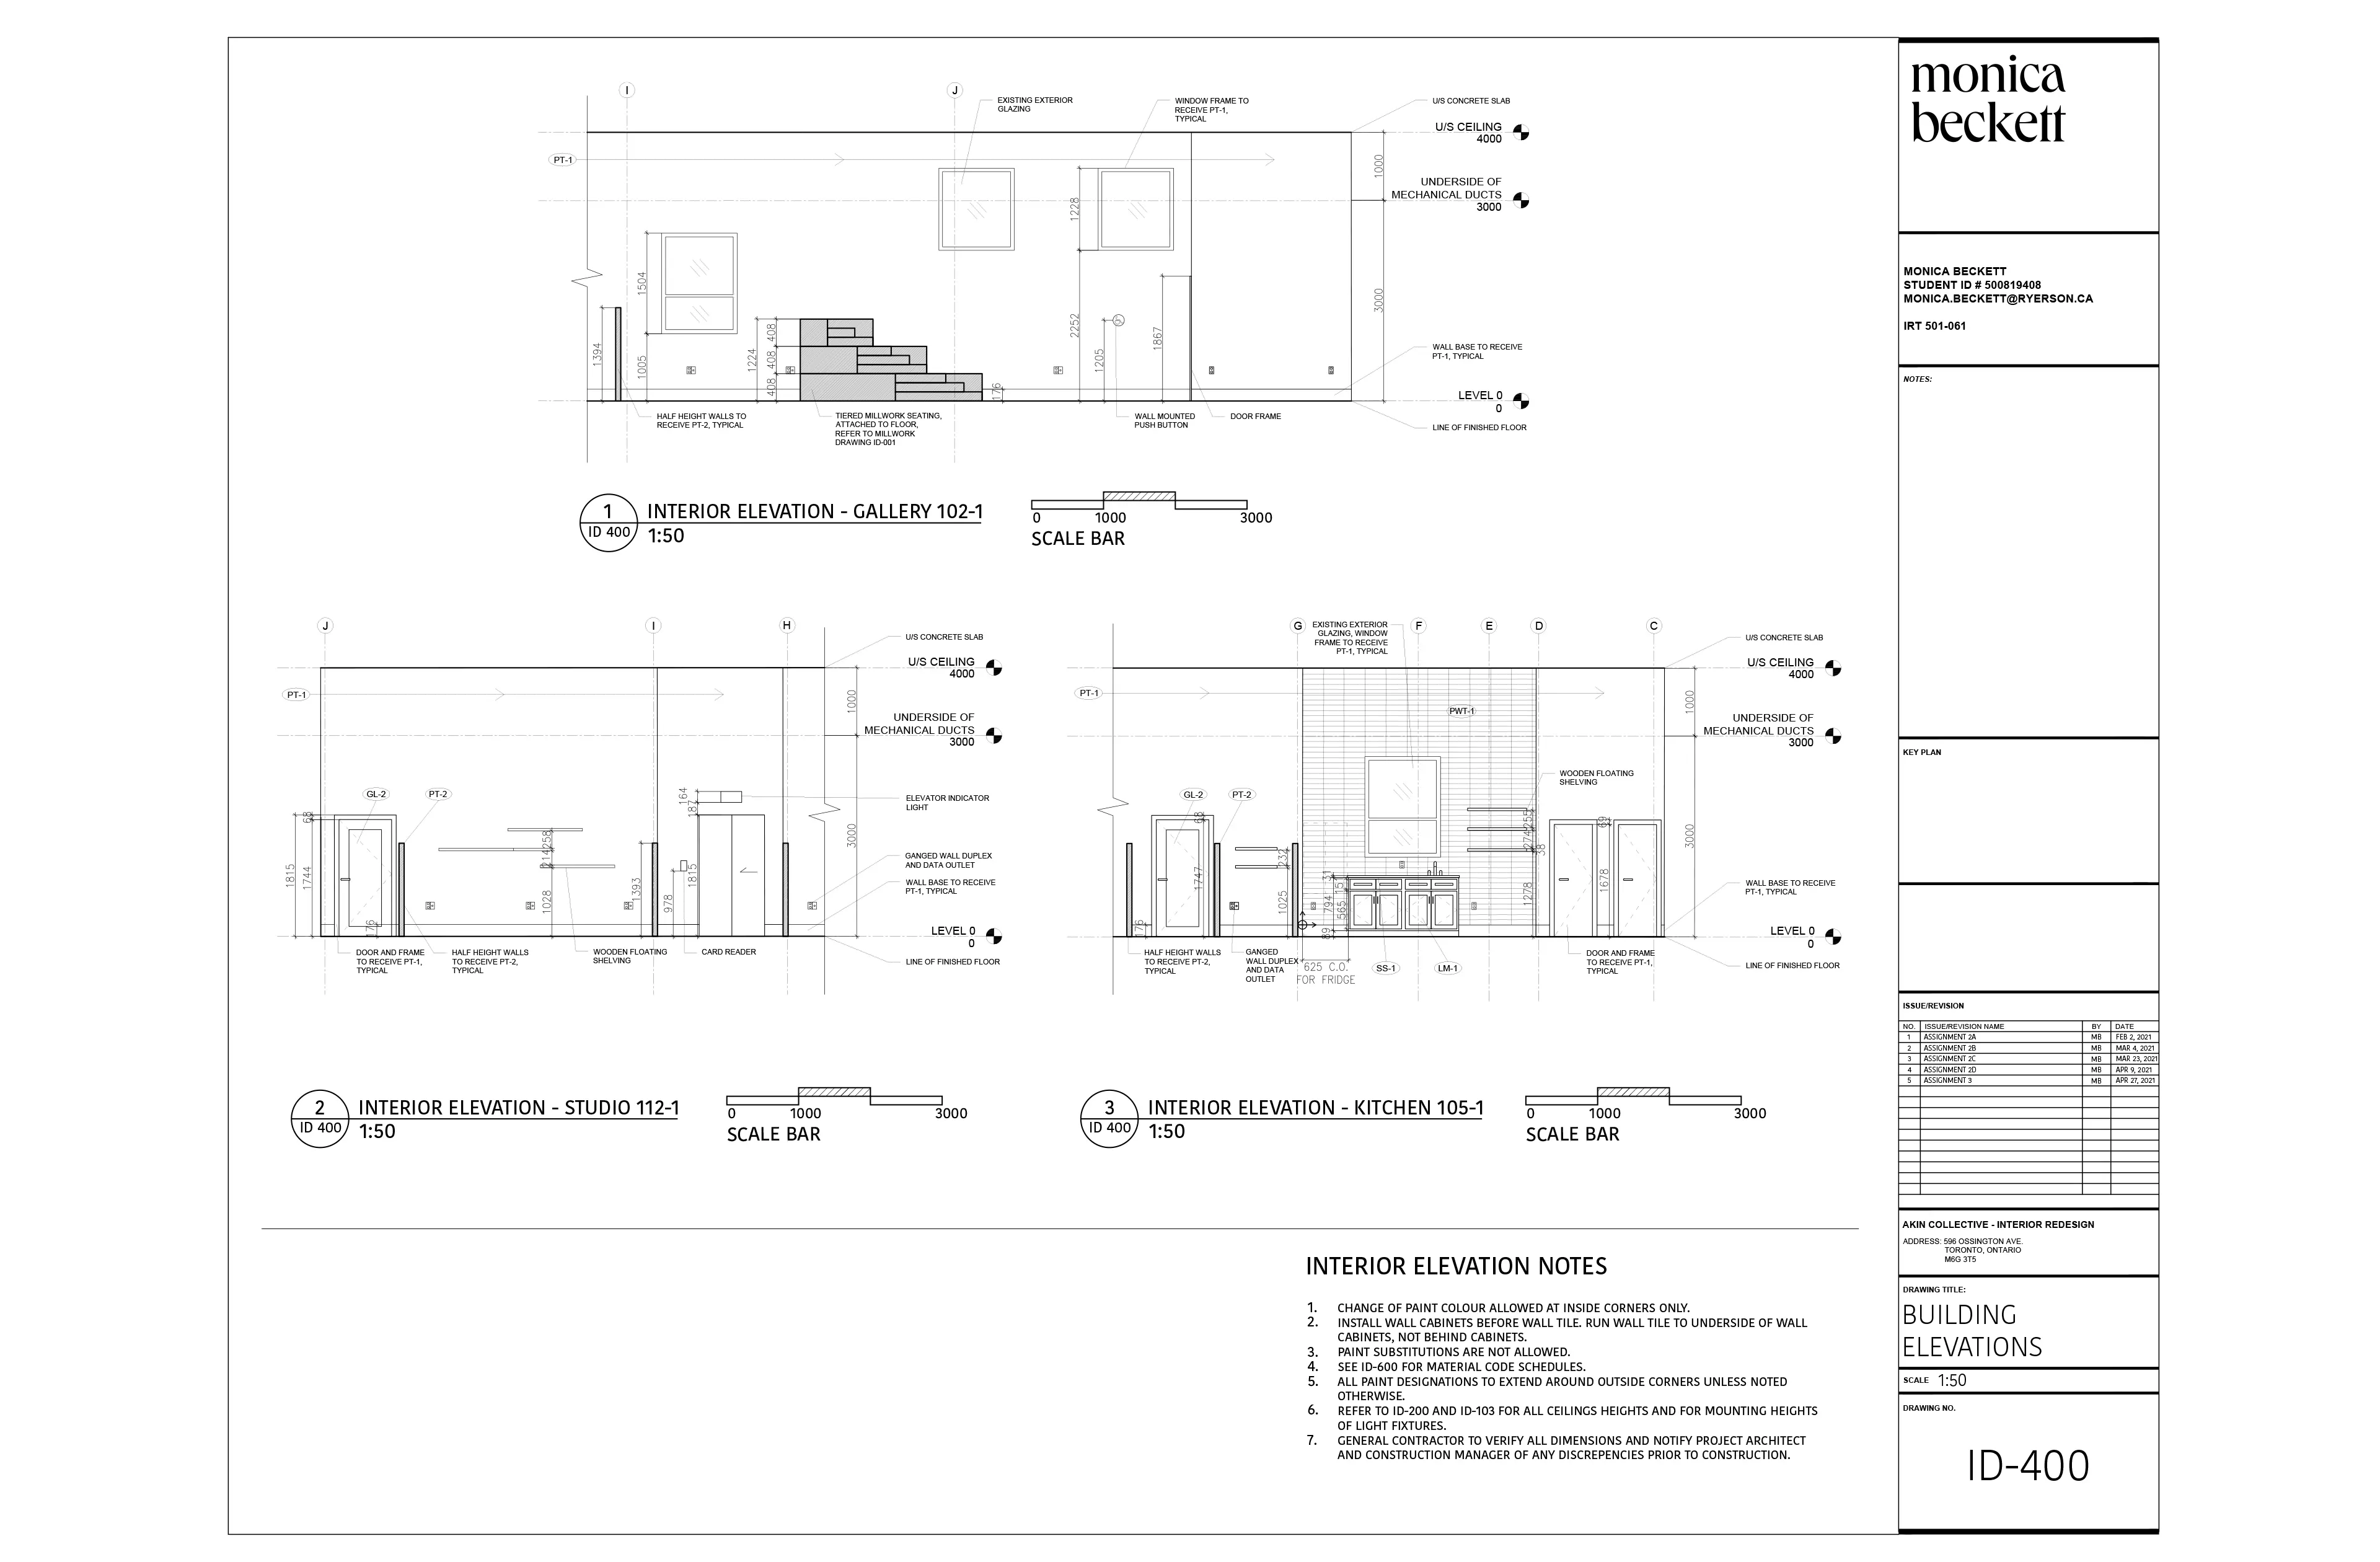 monica
beckett
MONICA BECKETT
STUDENT ID # 500819408
MONICA.BECKETT@RYERSON.CA
IRT 501-061
NOTES:
KEY PLAN
ISSUE/REVISION
NO. ISSUE/REVISION NAME BY DATE
1 ASSIGNMENT 2A MB FEB 2, 2021
2 ASSIGNMENT 2B MB MAR 4, 2021
3 ASSIGNMENT 2C MB MAR 23, 2021
4 ASSIGNMENT 2D MB APR 9, 2021
5 ASSIGNMENT 3 MB APR 27, 2021
AKIN COLLECTIVE - INTERIOR REDESIGN
ADDRESS: 596 OSSINGTON AVE.
TORONTO, ONTARIO
M6G 3T5
DRAWING TITLE:
BUILDING
ELEVATIONS
SCALE 1:50
DRAWING NO.
ID-400
I
J
EXISTING EXTERIOR
GLAZING
WINDOW FRAME TO
RECEIVE PT-1,
TYPICAL
U/S CONCRETE SLAB
U/S CEILING
4000
PT-1
1000
UNDERSIDE OF
MECHANICAL DUCTS
3000
1228
1504
3000
1394
1005
1224
408
408
408
176
2252
1205
1867
WALL BASE TO RECEIVE
PT-1, TYPICAL
LEVEL 0
0
HALF HEIGHT WALLS TO
RECEIVE PT-2, TYPICAL
TIERED MILLWORK SEATING,
ATTACHED TO FLOOR,
REFER TO MILLWORK
DRAWING ID-001
WALL MOUNTED
PUSH BUTTON
DOOR FRAME
LINE OF FINISHED FLOOR
1
ID 400
INTERIOR ELEVATION - GALLERY 102-1
1:50
0 1000 3000
SCALE BAR
J
I
H
U/S CONCRETE SLAB
U/S CEILING
4000
PT-1
1000
UNDERSIDE OF
MECHANICAL DUCTS
3000
GL-2
PT-2
164
187
ELEVATOR INDICATOR
LIGHT
68
1815
1744
176
258
214
1028
1393
978
1815
3000
GANGED WALL DUPLEX
AND DATA OUTLET
WALL BASE TO RECEIVE
PT-1, TYPICAL
LEVEL 0
0
DOOR AND FRAME
TO RECEIVE PT-1,
TYPICAL
HALF HEIGHT WALLS
TO RECEIVE PT-2,
TYPICAL
WOODEN FLOATING
SHELVING
CARD READER
LINE OF FINISHED FLOOR
2
ID 400
INTERIOR ELEVATION - STUDIO 112-1
1:50
0 1000 3000
SCALE BAR
G
EXISTING EXTERIOR
GLAZING, WINDOW
FRAME TO RECEIVE
PT-1, TYPICAL
F
E
D
C
U/S CONCRETE SLAB
U/S CEILING
4000
PT-1
PWT-1
1000
UNDERSIDE OF
MECHANICAL DUCTS
3000
WOODEN FLOATING
SHELVING
GL-2
PT-2
68
1747
176
232
1025
31
794
565
89
255
274
38
1278
69
1678
3000
WALL BASE TO RECEIVE
PT-1, TYPICAL
LEVEL 0
0
HALF HEIGHT WALLS
TO RECEIVE PT-2,
TYPICAL
GANGED
WALL DUPLEX
AND DATA
OUTLET
625 C.O.
FOR FRIDGE
SS-1
LM-1
DOOR AND FRAME
TO RECEIVE PT-1,
TYPICAL
LINE OF FINISHED FLOOR
3
ID 400
INTERIOR ELEVATION - KITCHEN 105-1
1:50
0 1000 3000
SCALE BAR
INTERIOR ELEVATION NOTES
1. CHANGE OF PAINT COLOUR ALLOWED AT INSIDE CORNERS ONLY.
2. INSTALL WALL CABINETS BEFORE WALL TILE. RUN WALL TILE TO UNDERSIDE OF WALL
CABINETS, NOT BEHIND CABINETS.
3. PAINT SUBSTITUTIONS ARE NOT ALLOWED.
4. SEE ID-600 FOR MATERIAL CODE SCHEDULES.
5. ALL PAINT DESIGNATIONS TO EXTEND AROUND OUTSIDE CORNERS UNLESS NOTED
OTHERWISE.
6. REFER TO ID-200 AND ID-103 FOR ALL CEILINGS HEIGHTS AND FOR MOUNTING HEIGHTS
OF LIGHT FIXTURES.
7. GENERAL CONTRACTOR TO VERIFY ALL DIMENSIONS AND NOTIFY PROJECT ARCHITECT
AND CONSTRUCTION MANAGER OF ANY DISCREPENCIES PRIOR TO CONSTRUCTION.